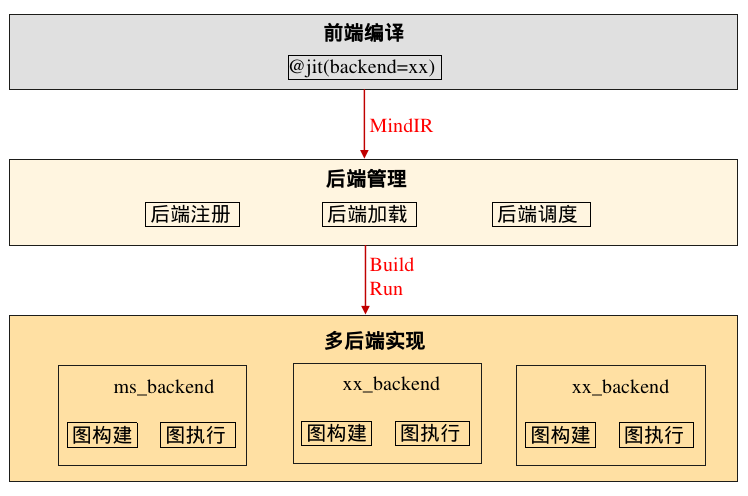 前端编译
@jit(backend=xx)
MindIR
后端管理
后端注册
后端加载
后端调度
Build
Run
多后端实现
ms_backend
图构建
图执行
xx_backend
图构建
图执行
xx_backend
图构建
图执行